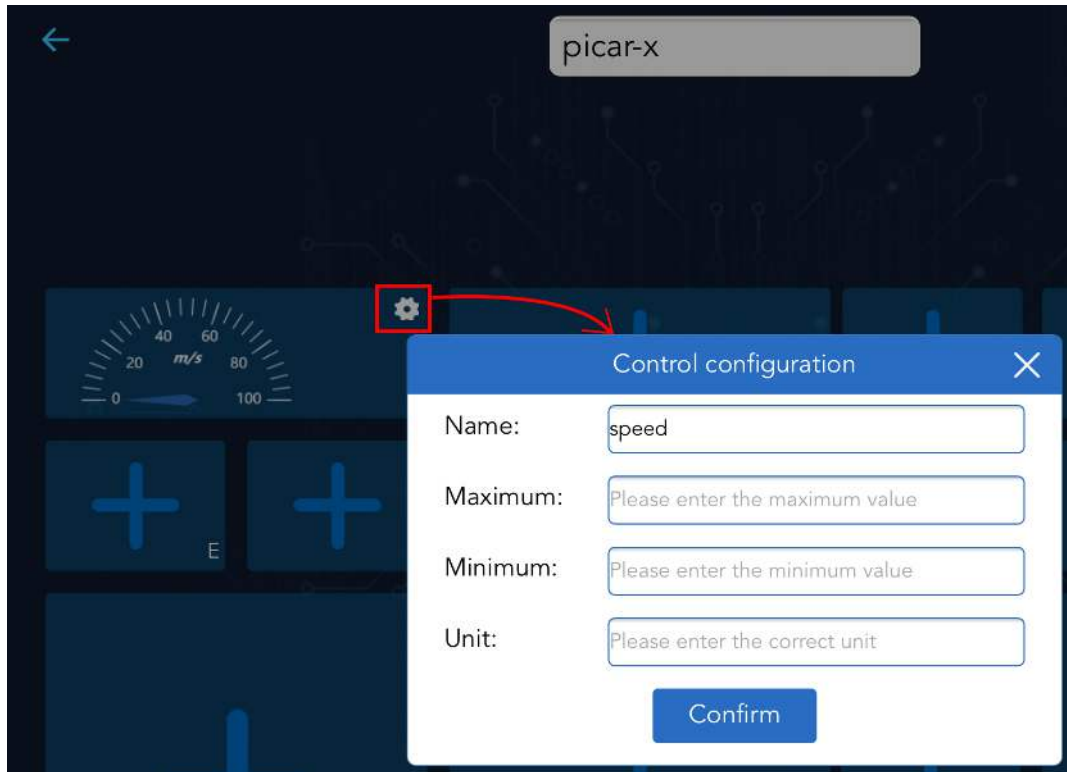 picar-x
40 60
20 m/s 80
0 100
E
Control configuration
Name: speed
Maximum: Please enter the maximum value
Minimum: Please enter the minimum value
Unit: Please enter the correct unit
Confirm